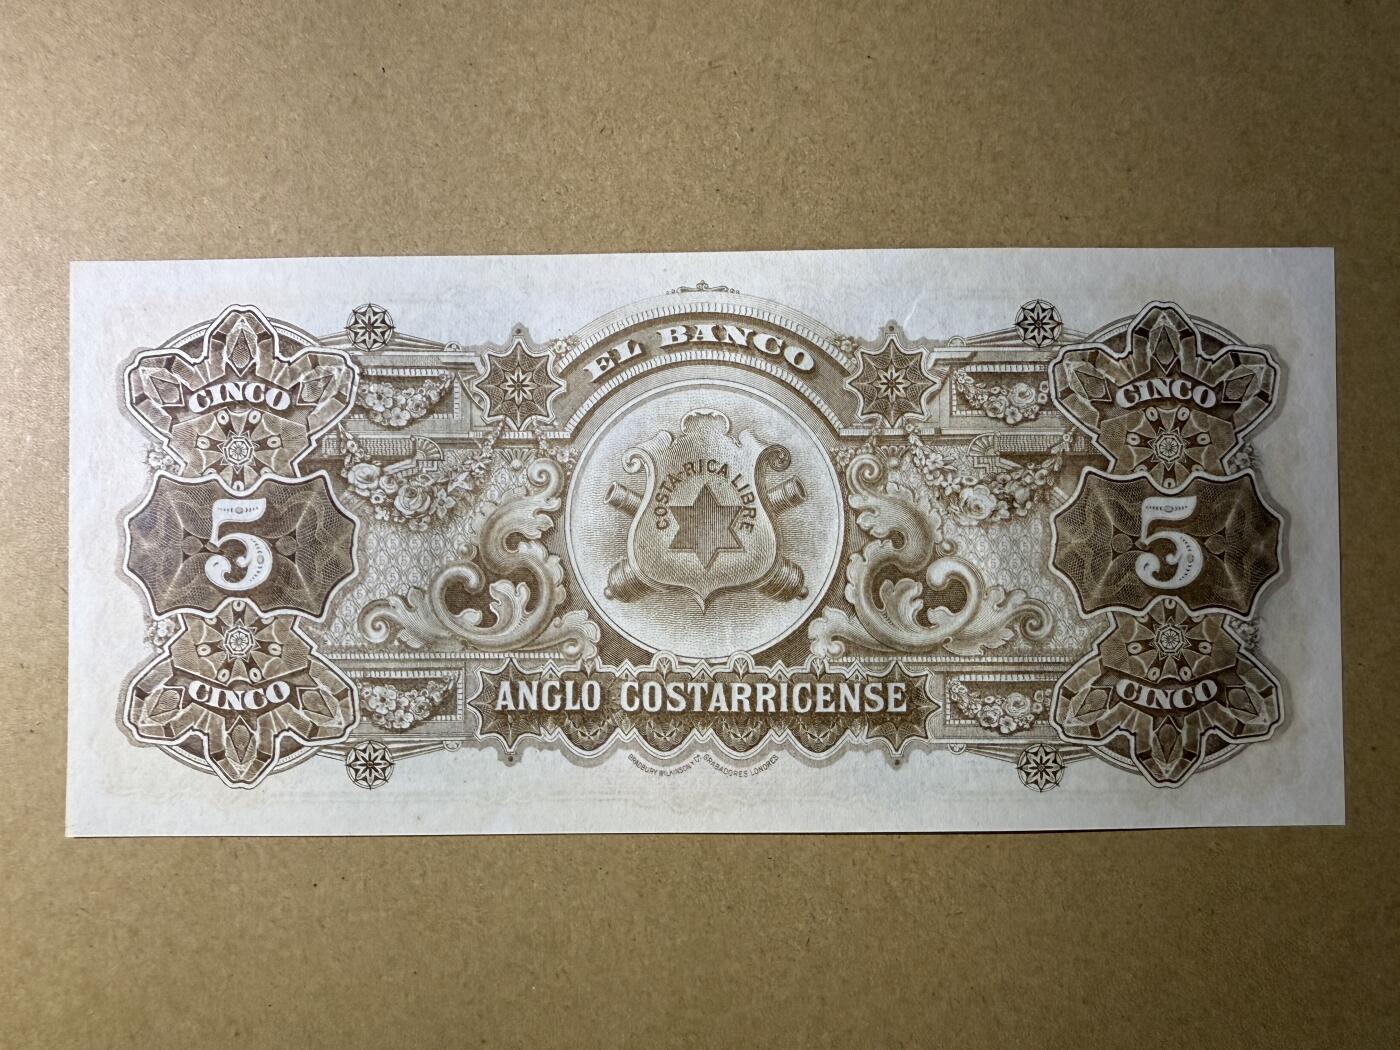 EL BANCO
CINCO
CINCO
COSTA-RICA LIBRE
5
5
CINCO
CINCO
ANGLO COSTARRICENSE
BRADBURY WILKINSON Y Cª. GRABADORES LONDRES